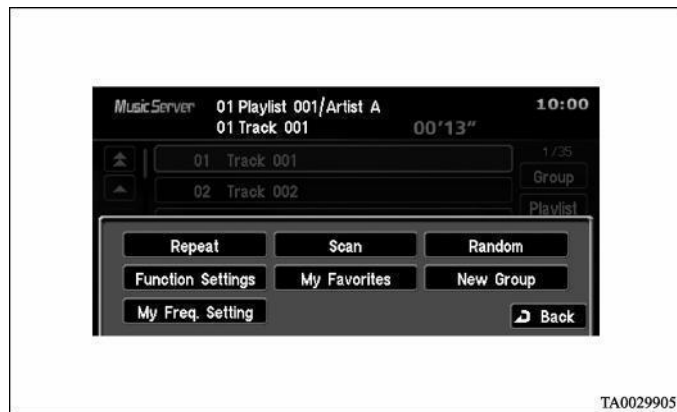 MusicServer 01 Playlist 001/Artist A 10:00
01 Track 001 00'13"
01 Track 001 1/35
Group
02 Track 002
Playlist
Repeat Scan Random
Function Settings My Favorites New Group
My Freq. Setting Back
TA0029905